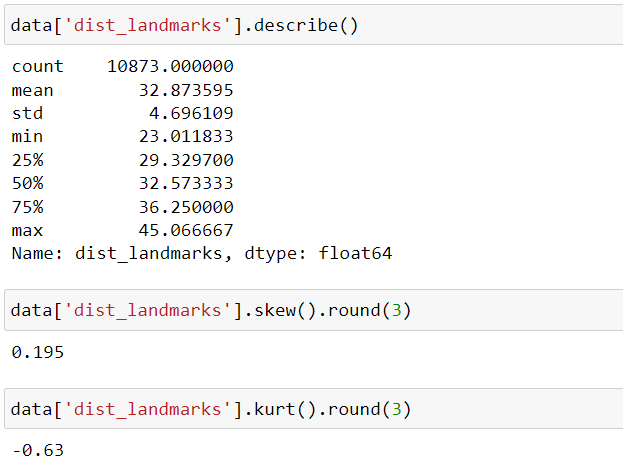 data['dist_landmarks'].describe()
count    10873.000000
mean        32.873595
std          4.696109
min         23.011833
25%         29.329700
50%         32.573333
75%         36.250000
max         45.066667
Name: dist_landmarks, dtype: float64
data['dist_landmarks'].skew().round(3)
0.195
data['dist_landmarks'].kurt().round(3)
-0.63